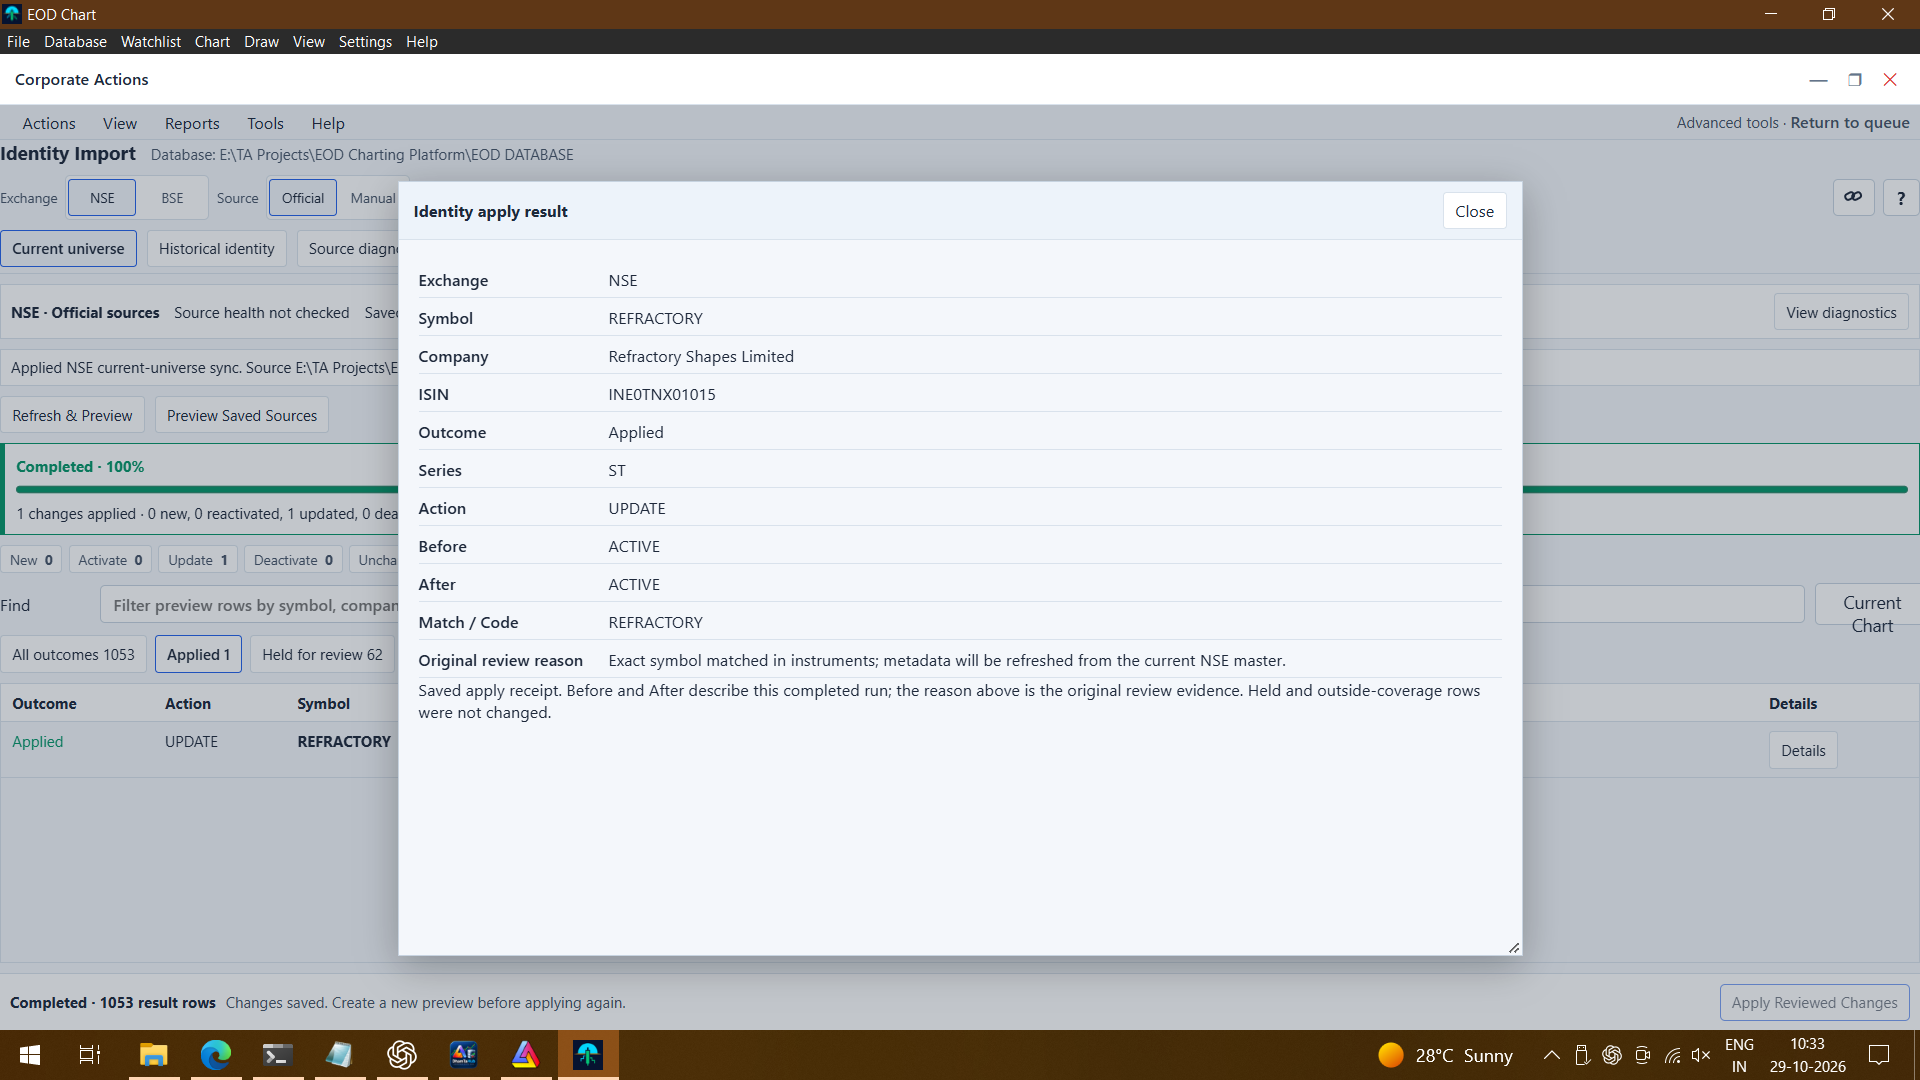 EOD Chart
File Database Watchlist Chart Draw View Settings Help
Corporate Actions
Actions View Reports Tools Help
Advanced tools · Return to queue
Identity Import Database: E:\TA Projects\EOD Charting Platform\EOD DATABASE
Exchange NSE BSE Source Official Manual
?
Current universe Historical identity Source diagn
NSE · Official sources Source health not checked Save
View diagnostics
Applied NSE current-universe sync. Source E:\TA Projects\E
Refresh & Preview Preview Saved Sources
Completed · 100%
1 changes applied · 0 new, 0 reactivated, 1 updated, 0 dea
New 0 Activate 0 Update 1 Deactivate 0 Uncha
Find Filter preview rows by symbol, compan
Current Chart
All outcomes 1053 Applied 1 Held for review 62
Outcome Action Symbol Details
Applied UPDATE REFRACTORY Details
Identity apply result Close
Exchange NSE
Symbol REFRACTORY
Company Refractory Shapes Limited
ISIN INE0TNX01015
Outcome Applied
Series ST
Action UPDATE
Before ACTIVE
After ACTIVE
Match / Code REFRACTORY
Original review reason Exact symbol matched in instruments; metadata will be refreshed from the current NSE master.
Saved apply receipt. Before and After describe this completed run; the reason above is the original review evidence. Held and outside-coverage rows
were not changed.
Completed · 1053 result rows Changes saved. Create a new preview before applying again.
Apply Reviewed Changes
28°C Sunny
ENG
IN
10:33
29-10-2026